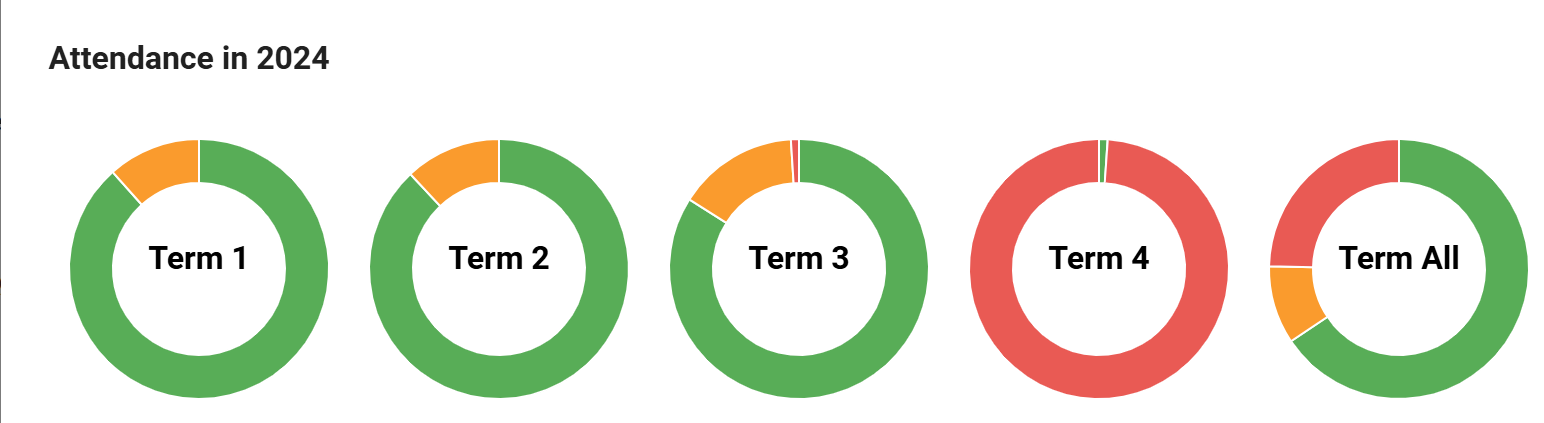 Attendance in 2024
Term 1
Term 2
Term 3
Term 4
Term All